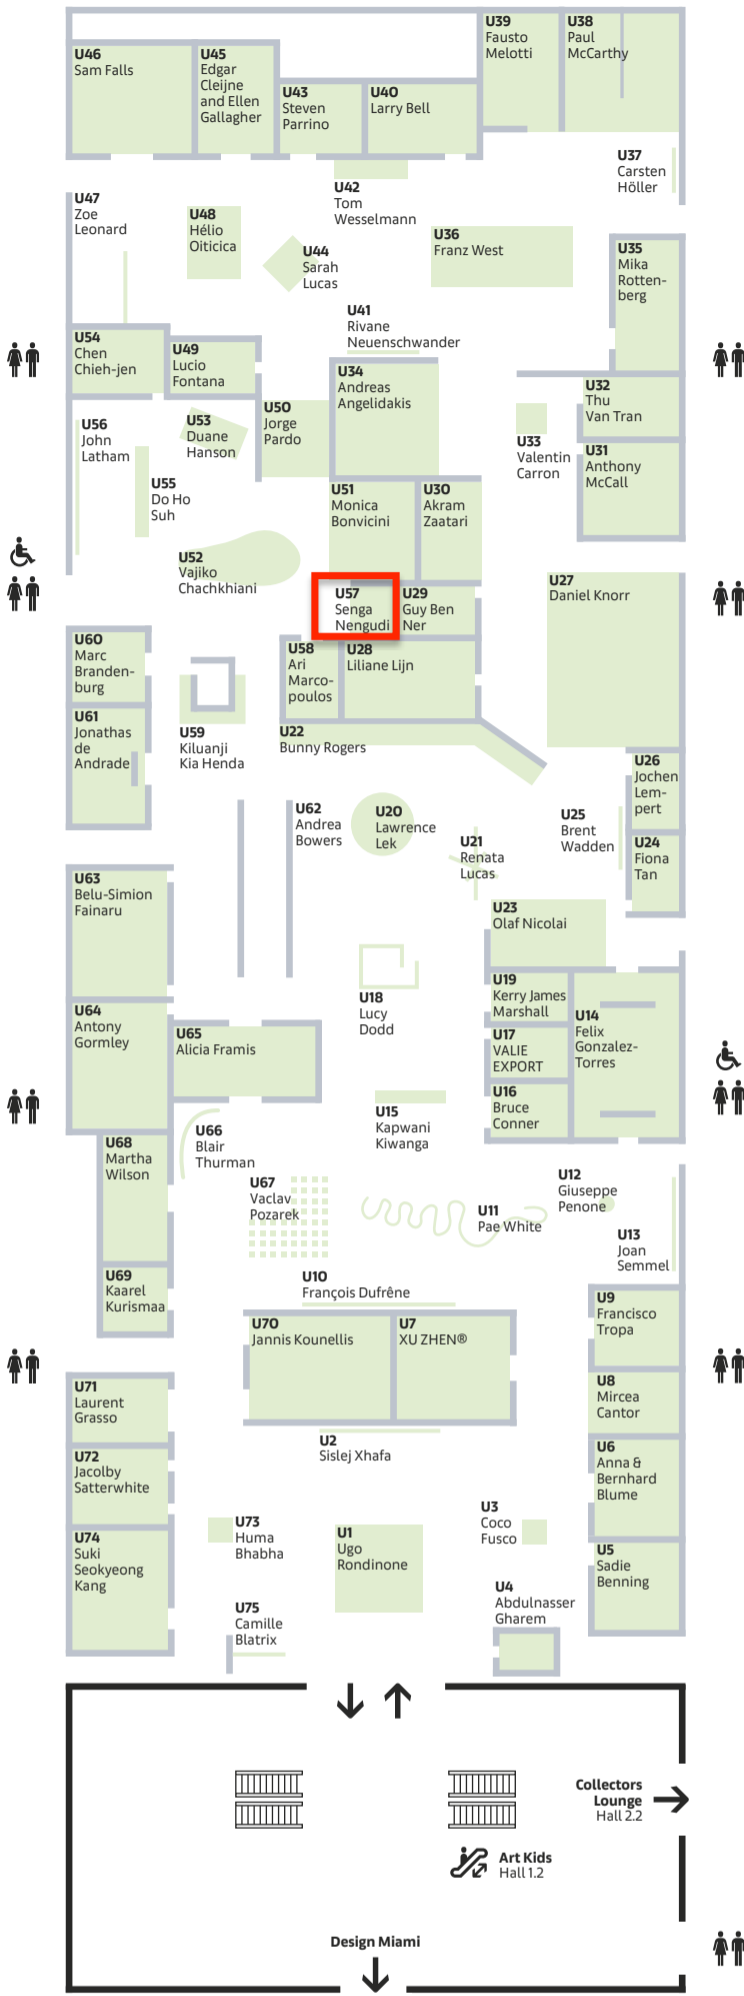 U39
Fausto
Melotti
U38
Paul
McCarthy
U46
Sam Falls
U45
Edgar
Cleijne
and Ellen
Gallagher
U43
Steven
Parrino
U40
Larry Bell
U37
Carsten
Höller
U42
Tom
Wesselmann
U47
Zoe
Leonard
U48
Hélio
Oiticica
U44
Sarah
Lucas
U36
Franz West
U35
Mika
Rotten-
berg
U41
Rivane
Neuenschwander
U54
Chen
Chieh-jen
U49
Lucio
Fontana
U34
Andreas
Angelidakis
U32
Thu
Van Tran
U56
John
Latham
U53
Duane
Hanson
U50
Jorge
Pardo
U33
Valentin
Carron
U31
Anthony
McCall
U55
Do Ho
Suh
U51
Monica
Bonvicini
U30
Akram
Zaatari
U52
Vajiko
Chachkhiani
U57
Senga
Nengudi
U29
Guy Ben
Ner
U27
Daniel Knorr
U60
Marc
Branden-
burg
U58
Ari
Marco-
poulos
U28
Liliane Lijn
U61
Jonathas
de
Andrade
U59
Kiluanji
Kia Henda
U22
Bunny Rogers
U26
Jochen
Lem-
pert
U62
Andrea
Bowers
U20
Lawrence
Lek
U21
Renata
Lucas
U25
Brent
Wadden
U24
Fiona
Tan
U63
Belu-Simion
Fainaru
U23
Olaf Nicolai
U18
Lucy
Dodd
U19
Kerry James
Marshall
U64
Antony
Gormley
U65
Alicia Framis
U17
VALIE
EXPORT
U14
Felix
Gonzalez-
Torres
U16
Bruce
Conner
U15
Kapwani
Kiwanga
U68
Martha
Wilson
U66
Blair
Thurman
U67
Vaclav
Pozarek
U11
Pae White
U12
Giuseppe
Penone
U13
Joan
Semmel
U69
Kaarel
Kurismaa
U10
François Dufrêne
U9
Francisco
Tropa
U70
Jannis Kounellis
U7
XU ZHEN®
U71
Laurent
Grasso
U8
Mircea
Cantor
U2
Sislej Xhafa
U72
Jacolby
Satterwhite
U6
Anna &
Bernhard
Blume
U74
Suki
Seokyeong
Kang
U73
Huma
Bhabha
U1
Ugo
Rondinone
U3
Coco
Fusco
U5
Sadie
Benning
U75
Camille
Blatrix
U4
Abdulnasser
Gharem
Collectors
Lounge
Hall 2.2
Art Kids
Hall 1.2
Design Miami